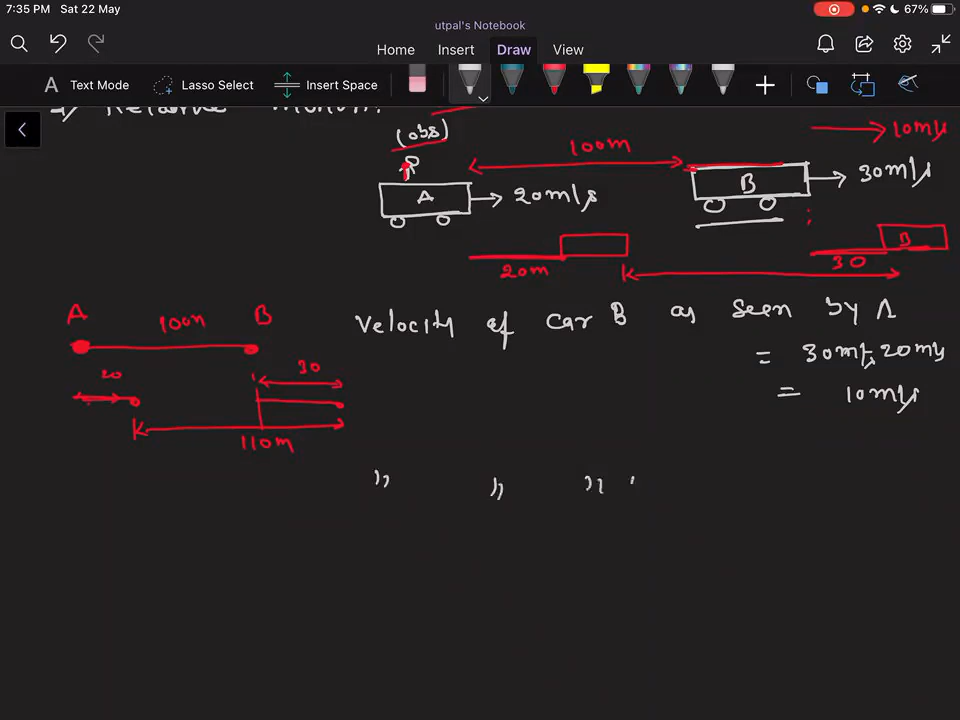 7:35 PM Sat 22 May
67%
utpal's Notebook
Home Insert Draw View
A Text Mode Lasso Select Insert Space
(obs)
100m
10m/s
A
20m/s
B
30m/s
20m
30
B
A 100m B
20
30
110m
Velocity of Car B as seen by A
= 30m/s-20m/s
= 10m/s
,, ,, ,,